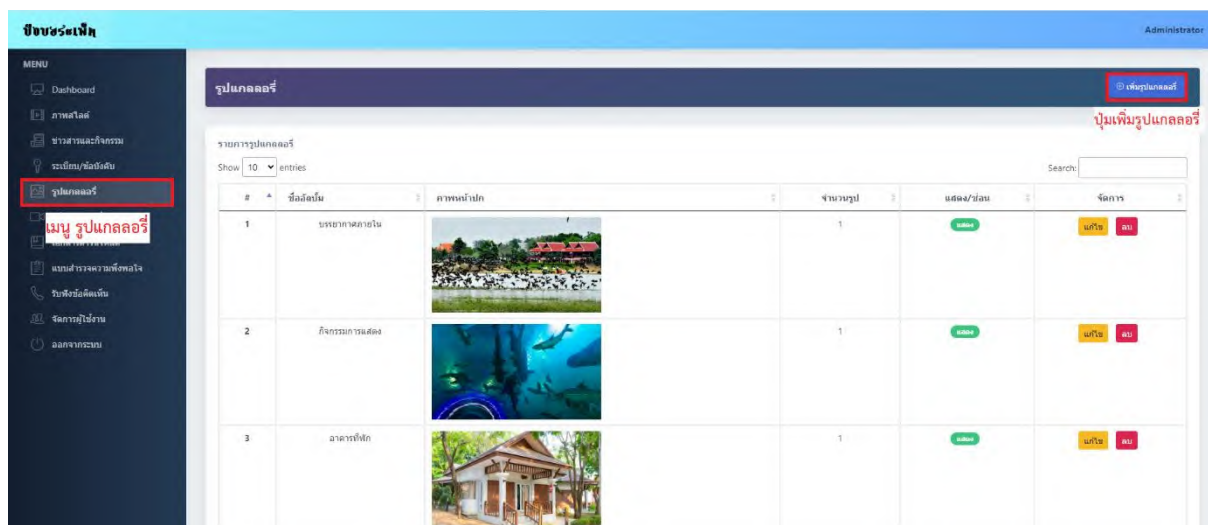 บึงบอระเพ็ด
Administrator
MENU
Dashboard
ภาพสไลด์
ข่าวสารและกิจกรรม
ระเบียบ/ข้อบังคับ
รูปแกลลอรี่
เมนู รูปแกลลอรี่
แบบสำรวจความพึงพอใจ
รับฟังข้อคิดเห็น
จัดการผู้ใช้งาน
ออกจากระบบ
รูปแกลลอรี่
เพิ่มรูปแกลลอรี่
ปุ่มเพิ่มรูปแกลลอรี่
รายการรูปแกลลอรี่
Show 10 entries
Search:
# ชื่ออัลบั้ม ภาพหน้าปก จำนวนรูป แสดง/ซ่อน จัดการ
1 บรรยากาศภายใน 1 แสดง แก้ไข ลบ
2 กิจกรรมการแสดง 1 แสดง แก้ไข ลบ
3 อาคารที่พัก 1 แสดง แก้ไข ลบ